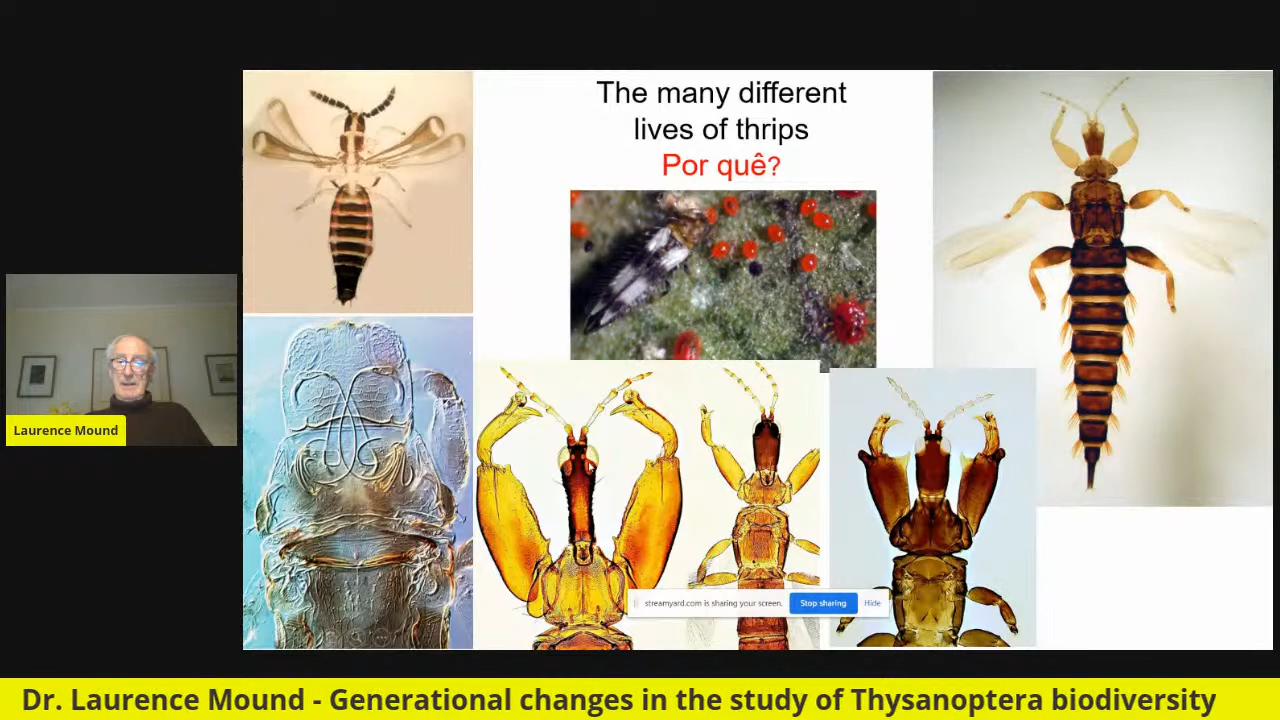 The many different
lives of thrips
Por quê?
Laurence Mound
streamyard.com is sharing your screen.
Stop sharing
Hide
Dr. Laurence Mound - Generational changes in the study of Thysanoptera biodiversity